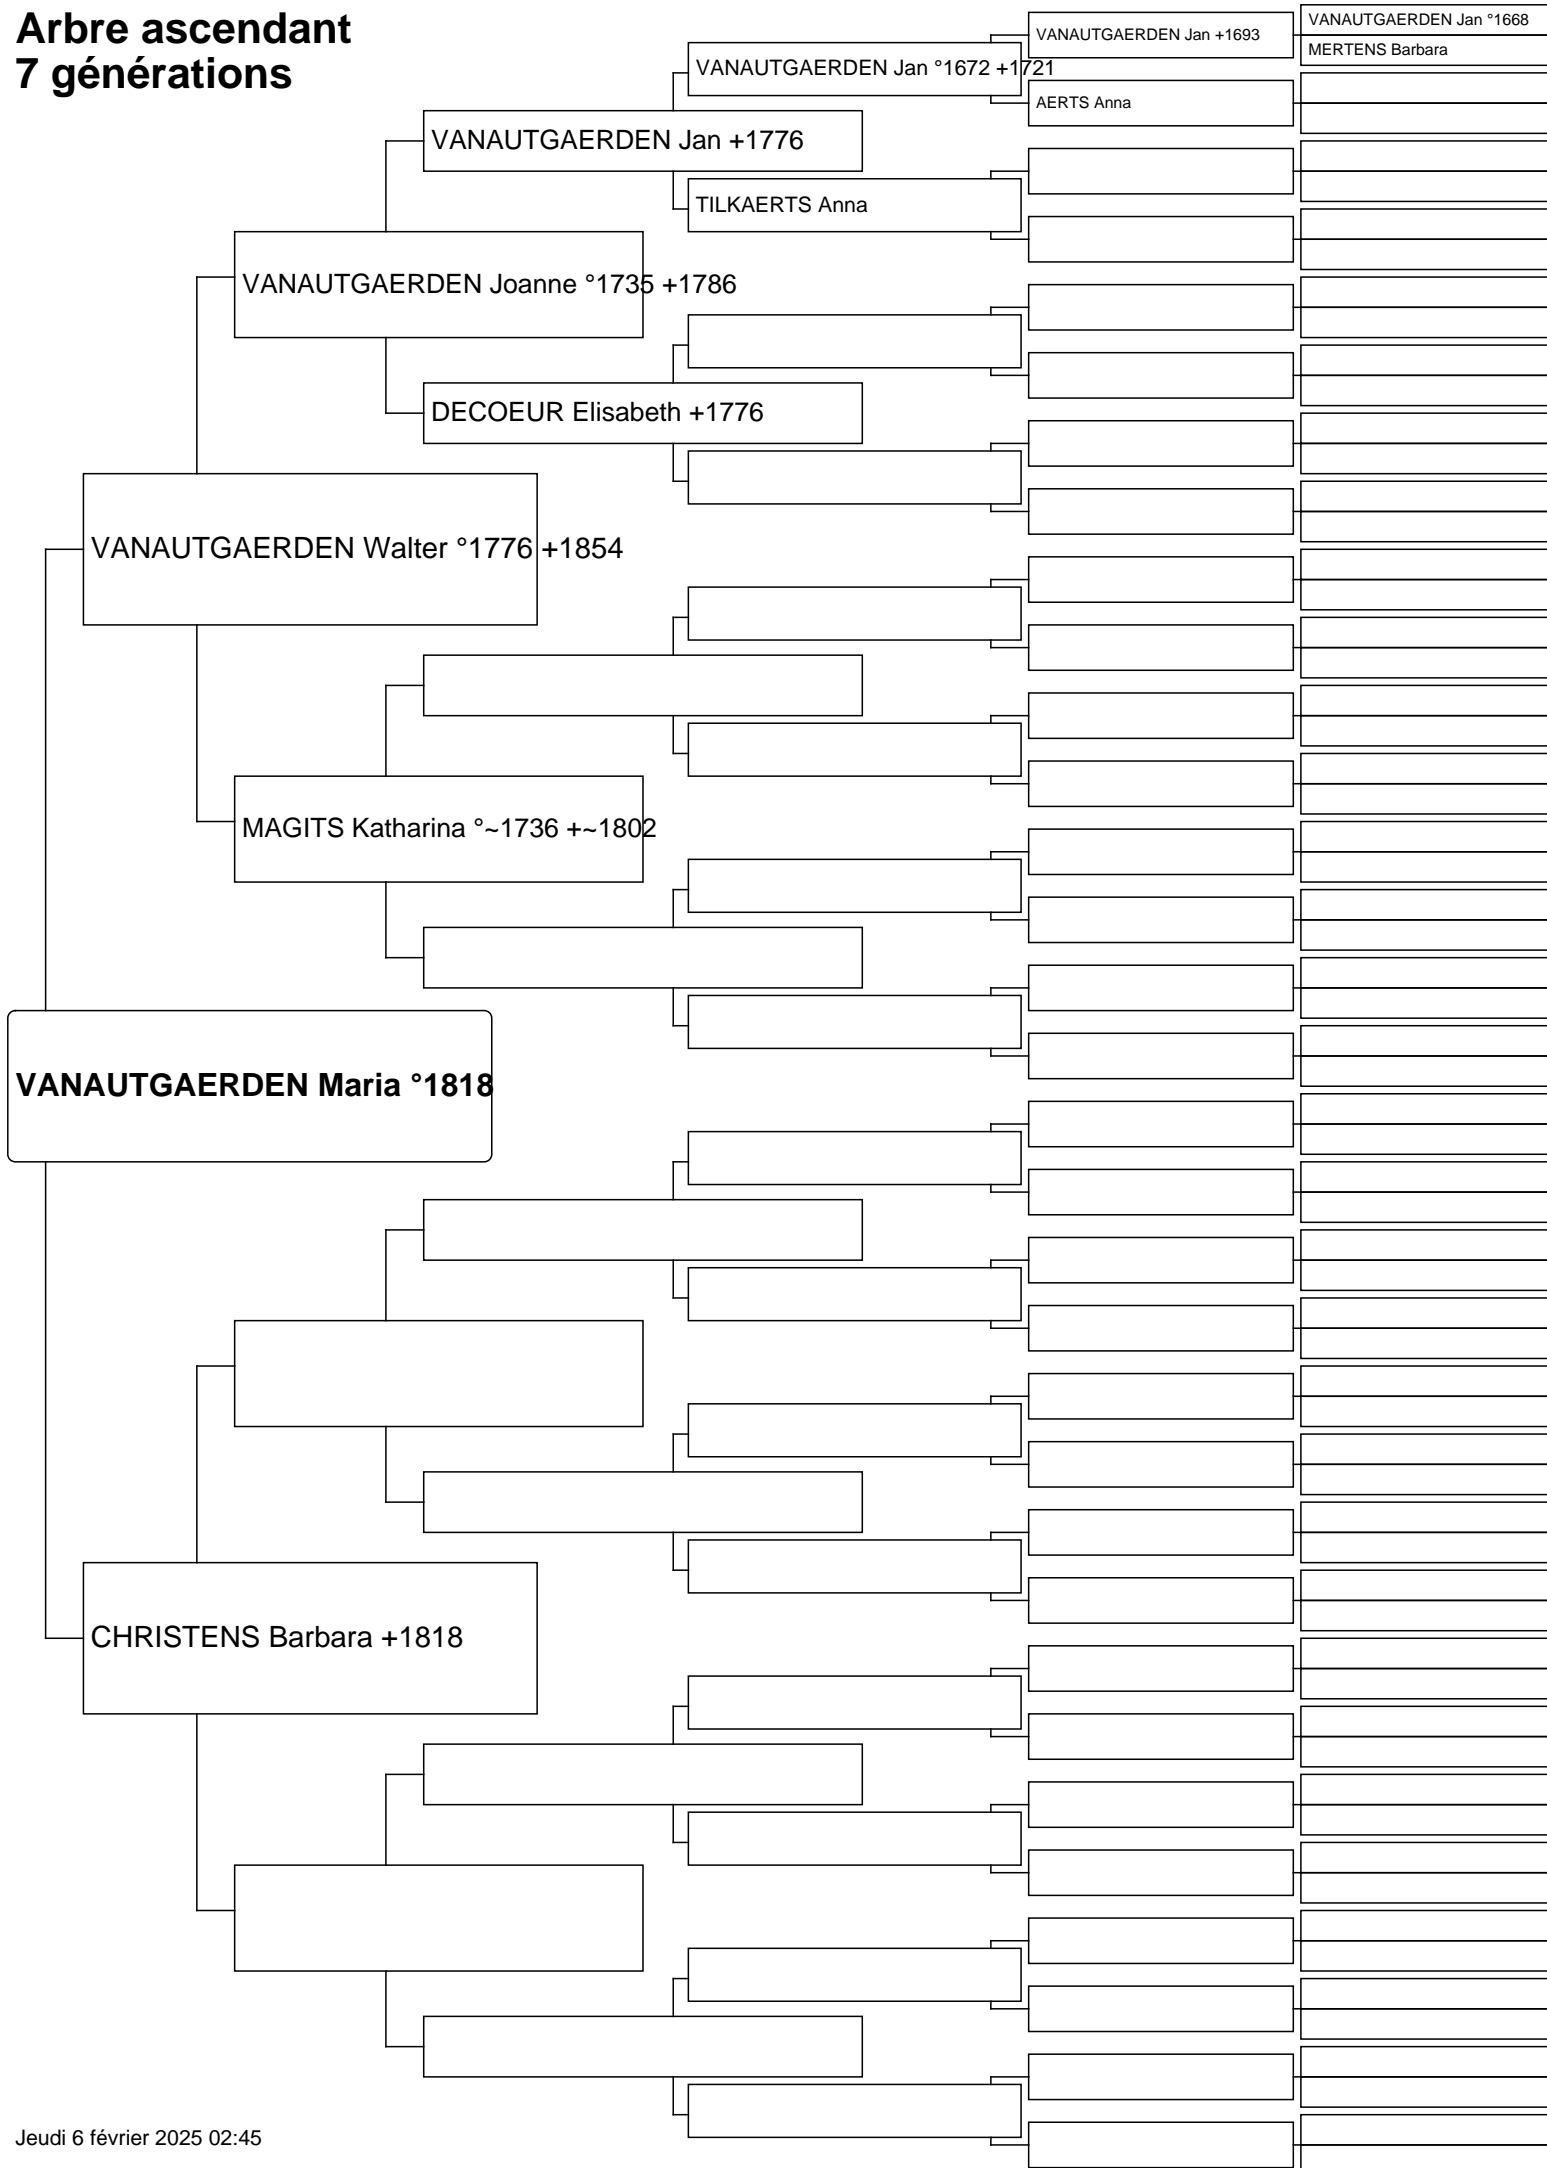 Arbre ascendant
7 générations
VANAUTGAERDEN Jan °1668
MERTENS Barbara
VANAUTGAERDEN Jan +1693
VANAUTGAERDEN Jan °1672 +1721
AERTS Anna
VANAUTGAERDEN Jan +1776
TILKAERTS Anna
VANAUTGAERDEN Joanne °1735 +1786
DECOEUR Elisabeth +1776
VANAUTGAERDEN Walter °1776 +1854
MAGITS Katharina °~1736 +~1802
VANAUTGAERDEN Maria °1818
CHRISTENS Barbara +1818
Jeudi 6 février 2025 02:45